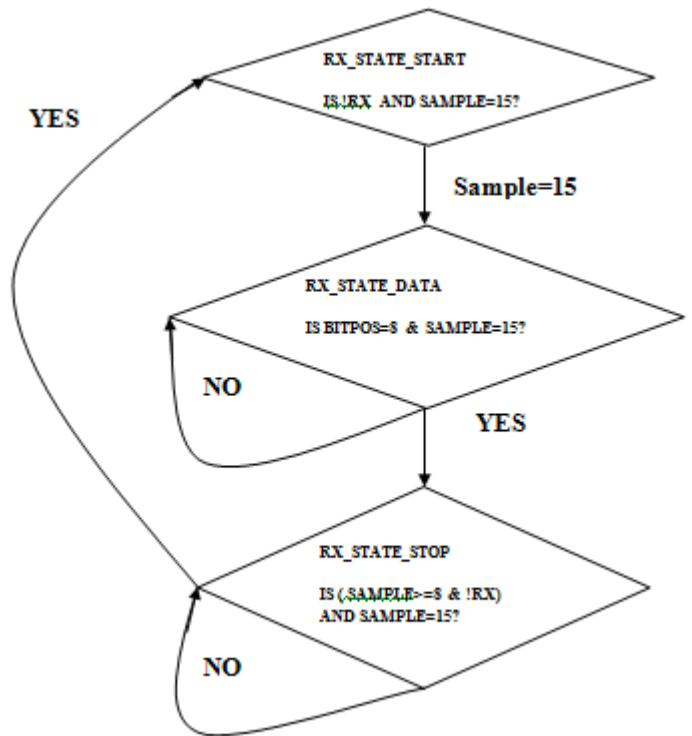 RX_STATE_START
IS !RX AND SAMPLE=15?
YES
Sample=15
RX_STATE_DATA
IS BITPOS=8 & SAMPLE=15?
NO
YES
RX_STATE_STOP
IS (.SAMPLE>=8 & !RX)
AND SAMPLE=15?
NO